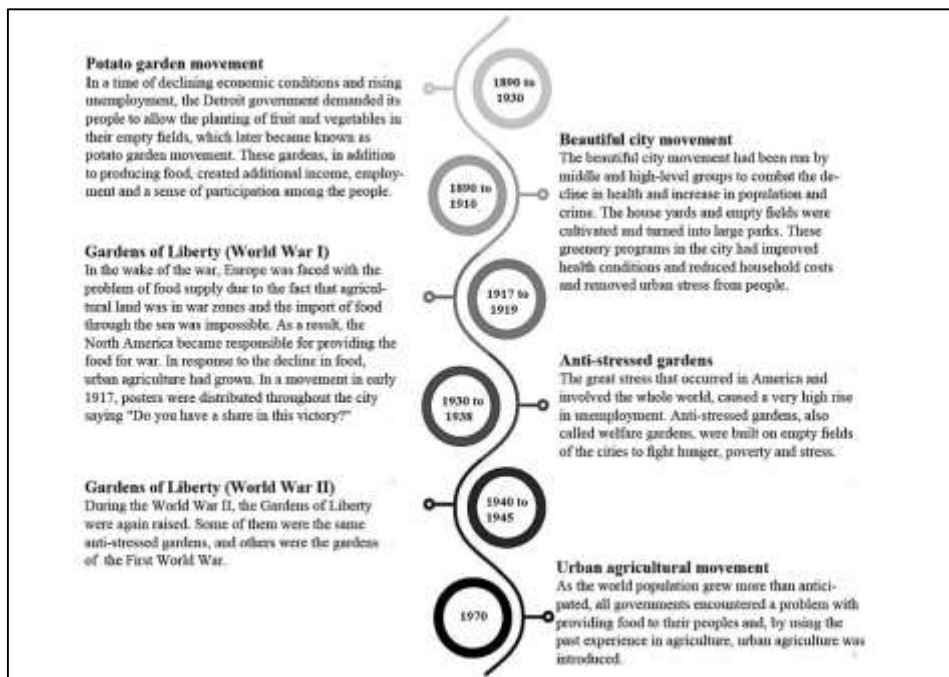 Potato garden movement
In a time of declining economic conditions and rising
unemployment, the Detroit government demanded its
people to allow the planting of fruit and vegetables in
their empty fields, which later became known as
potato garden movement. These gardens, in addition
to producing food, created additional income, employ-
ment and a sense of participation among the people.
1890 to
1930
Beautiful city movement
The beautiful city movement had been run by
middle and high-level groups to combat the de-
cline in health and increase in population and
crime. The house yards and empty fields were
cultivated and turned into large parks. These
greenery programs in the city had improved
health conditions and reduced household costs
and removed urban stress from people.
1890 to
1910
Gardens of Liberty (World War I)
In the wake of the war, Europe was faced with the
problem of food supply due to the fact that agricul-
tural land was in war zones and the import of food
through the sea was impossible. As a result, the
North America became responsible for providing the
food for war. In response to the decline in food,
urban agriculture had grown. In a movement in early
1917, posters were distributed throughout the city
saying "Do you have a share in this victory?"
1917 to
1919
Anti-stressed gardens
The great stress that occurred in America and
involved the whole world, caused a very high rise
in unemployment. Anti-stressed gardens, also
called welfare gardens, were built on empty fields
of the cities to fight hunger, poverty and stress.
1930 to
1938
Gardens of Liberty (World War II)
During the World War II, the Gardens of Liberty
were again raised. Some of them were the same
anti-stressed gardens, and others were the gardens
of the First World War.
1940 to
1945
Urban agricultural movement
As the world population grew more than antici-
pated, all governments encountered a problem with
providing food to their peoples and, by using the
past experience in agriculture, urban agriculture was
introduced.
1970